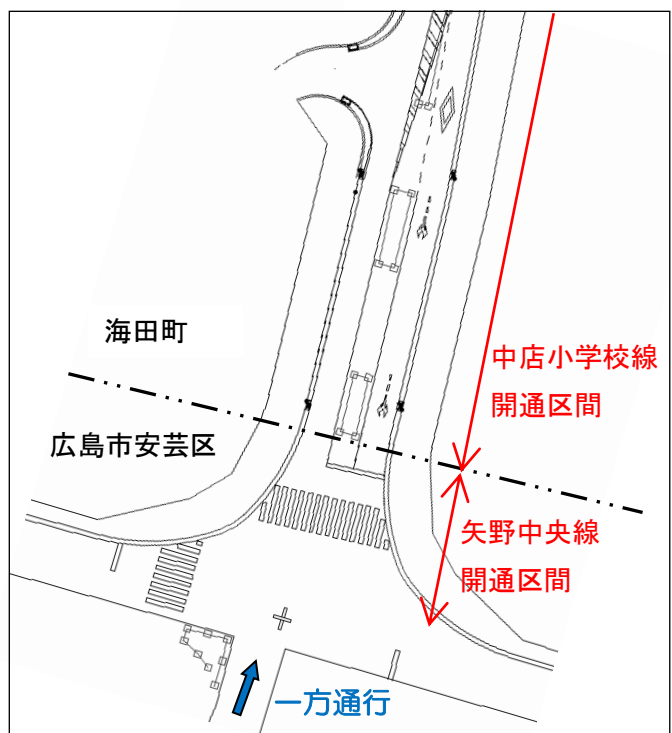 海田町
中店小学校線
開通区間
広島市安芸区
矢野中央線
開通区間
一方通行